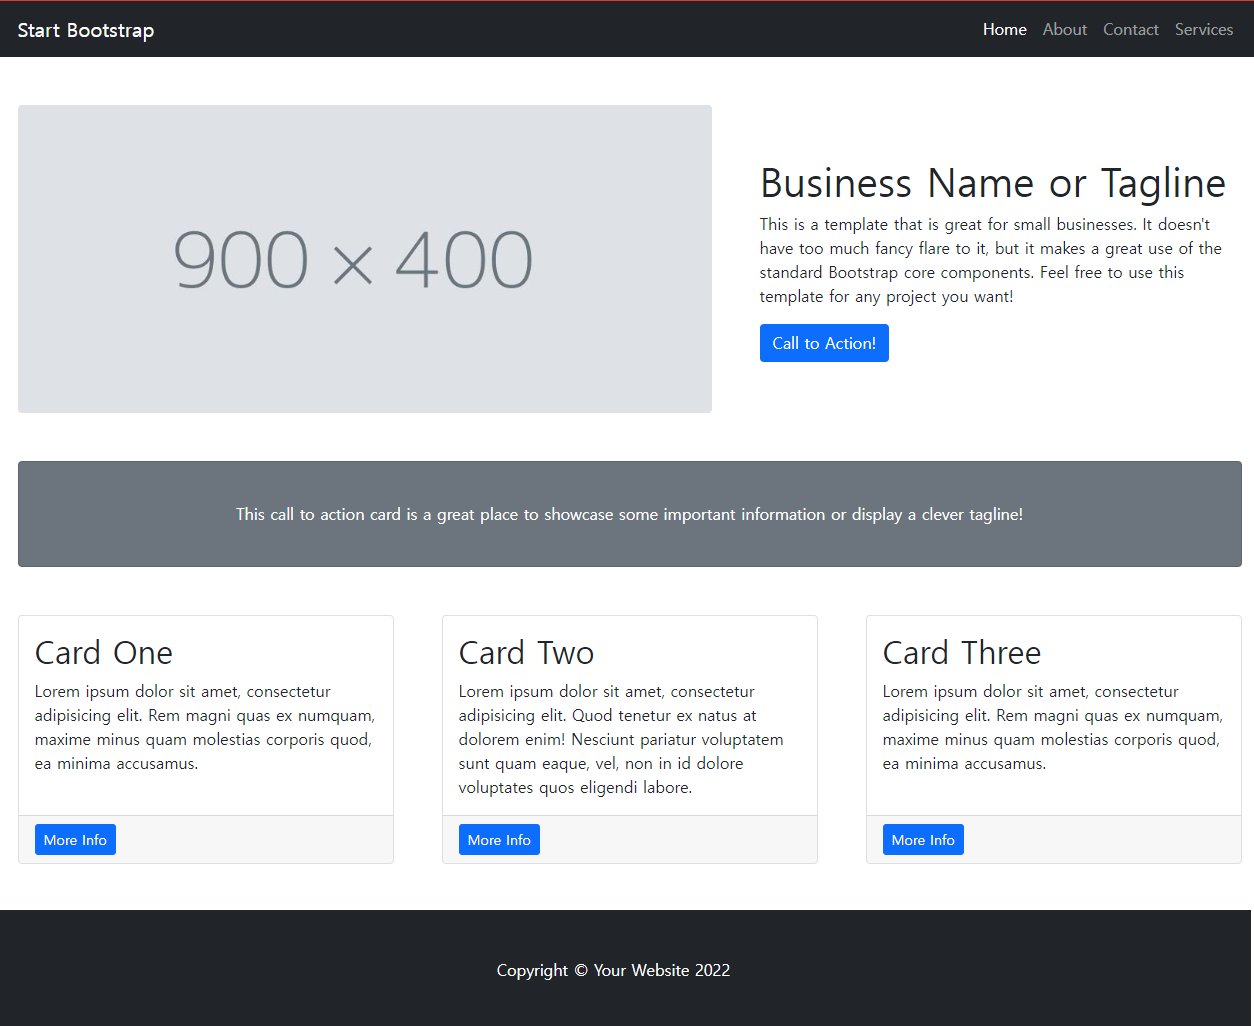 Start Bootstrap
Home About Contact Services
900 × 400
Business Name or Tagline
This is a template that is great for small businesses. It doesn't
have too much fancy flare to it, but it makes a great use of the
standard Bootstrap core components. Feel free to use this
template for any project you want!
Call to Action!
This call to action card is a great place to showcase some important information or display a clever tagline!
Card One
Lorem ipsum dolor sit amet, consectetur
adipisicing elit. Rem magni quas ex numquam,
maxime minus quam molestias corporis quod,
ea minima accusamus.
More Info
Card Two
Lorem ipsum dolor sit amet, consectetur
adipisicing elit. Quod tenetur ex natus at
dolorem enim! Nesciunt pariatur voluptatem
sunt quam eaque, vel, non in id dolore
voluptates quos eligendi labore.
More Info
Card Three
Lorem ipsum dolor sit amet, consectetur
adipisicing elit. Rem magni quas ex numquam,
maxime minus quam molestias corporis quod,
ea minima accusamus.
More Info
Copyright © Your Website 2022